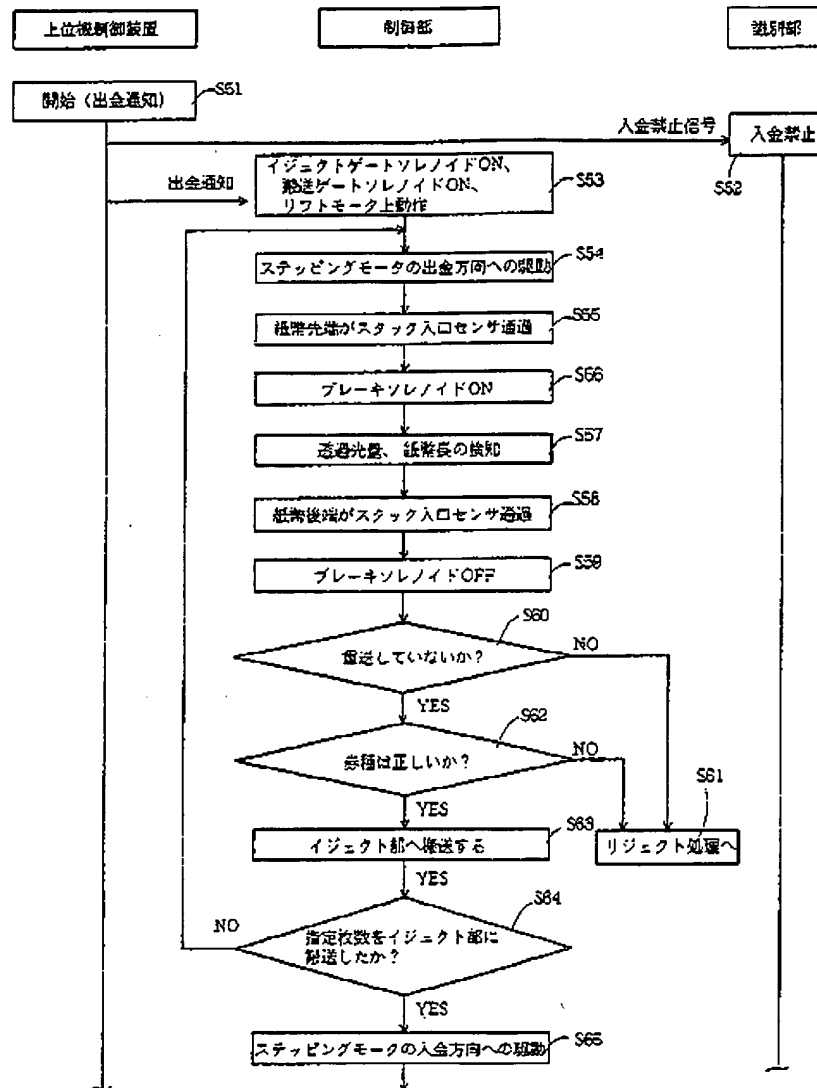 上位機制御装置
制御部
識別部
開始(出金通知)
S51
入金禁止信号
入金禁止
S52
出金通知
イジェクトゲートソレノイドON、
搬送ゲートソレノイドON、
リフトモータ上動作
S53
ステッピングモータの出金方向への駆動
S54
紙幣先端がスタック入口センサ通過
S55
ブレーキソレノイドON
S56
透過光量、紙幣長の検知
S57
紙幣後端がスタック入口センサ通過
S58
ブレーキソレノイドOFF
S59
重送していないか?
S60
NO
YES
券種は正しいか?
S62
NO
YES
S61
リジェクト処理へ
イジェクト部へ搬送する
S63
YES
指定枚数をイジェクト部に
搬送したか?
S64
NO
YES
ステッピングモータの入金方向への駆動
S65